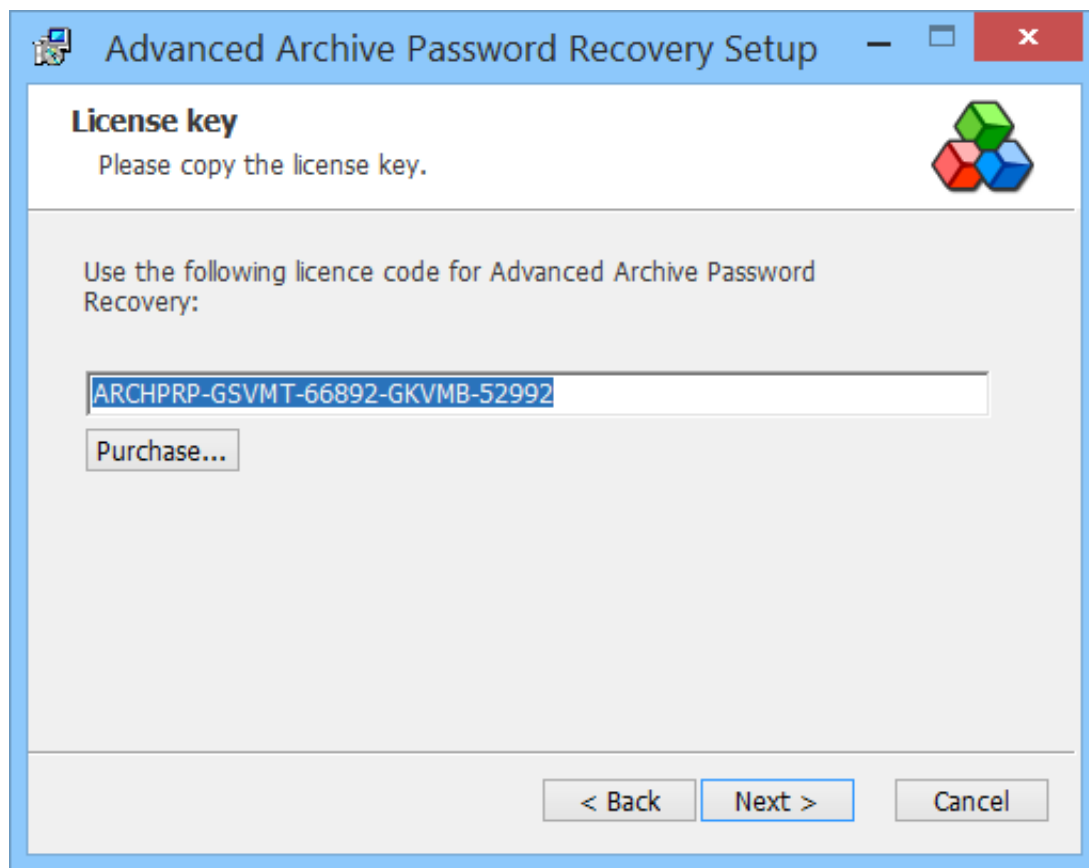 Advanced Archive Password Recovery Setup
License key
Please copy the license key.
Use the following licence code for Advanced Archive Password
Recovery:
ARCHPRP-GSVMT-66892-GKVMB-52992
Purchase...
< Back Next > Cancel